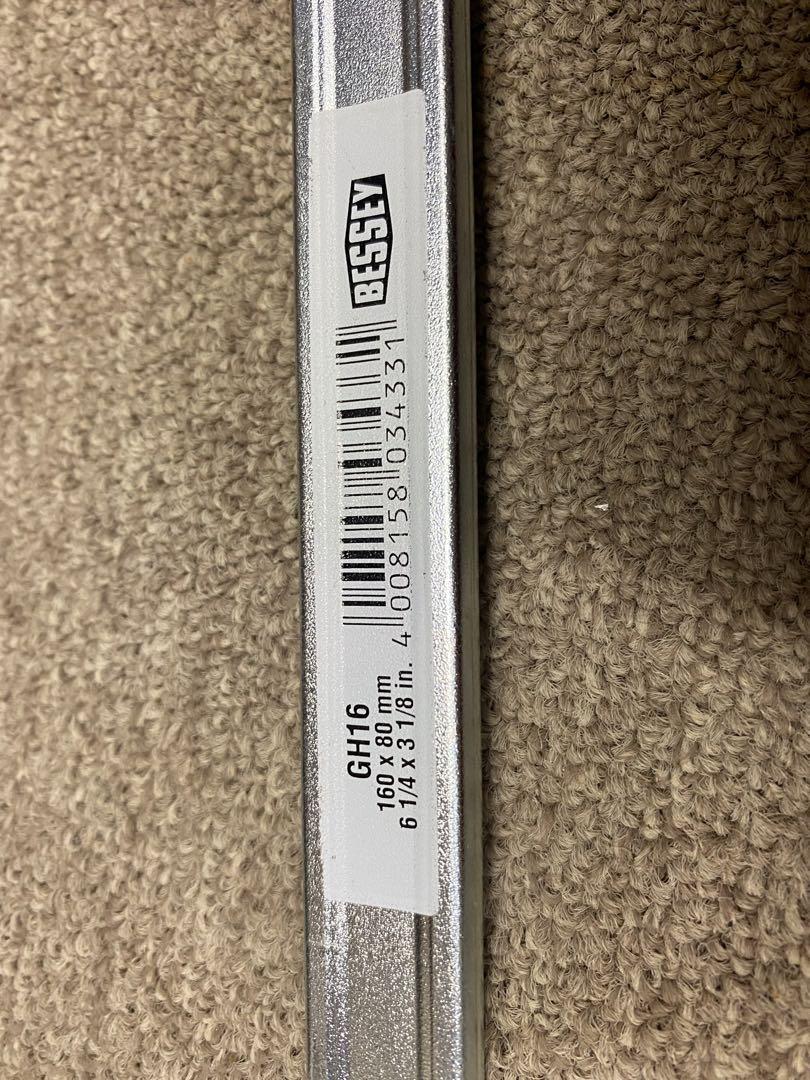 GH16
160 x 80 mm
6 1/4 x 3 1/8 in.
4 008158 034331
BESSEY